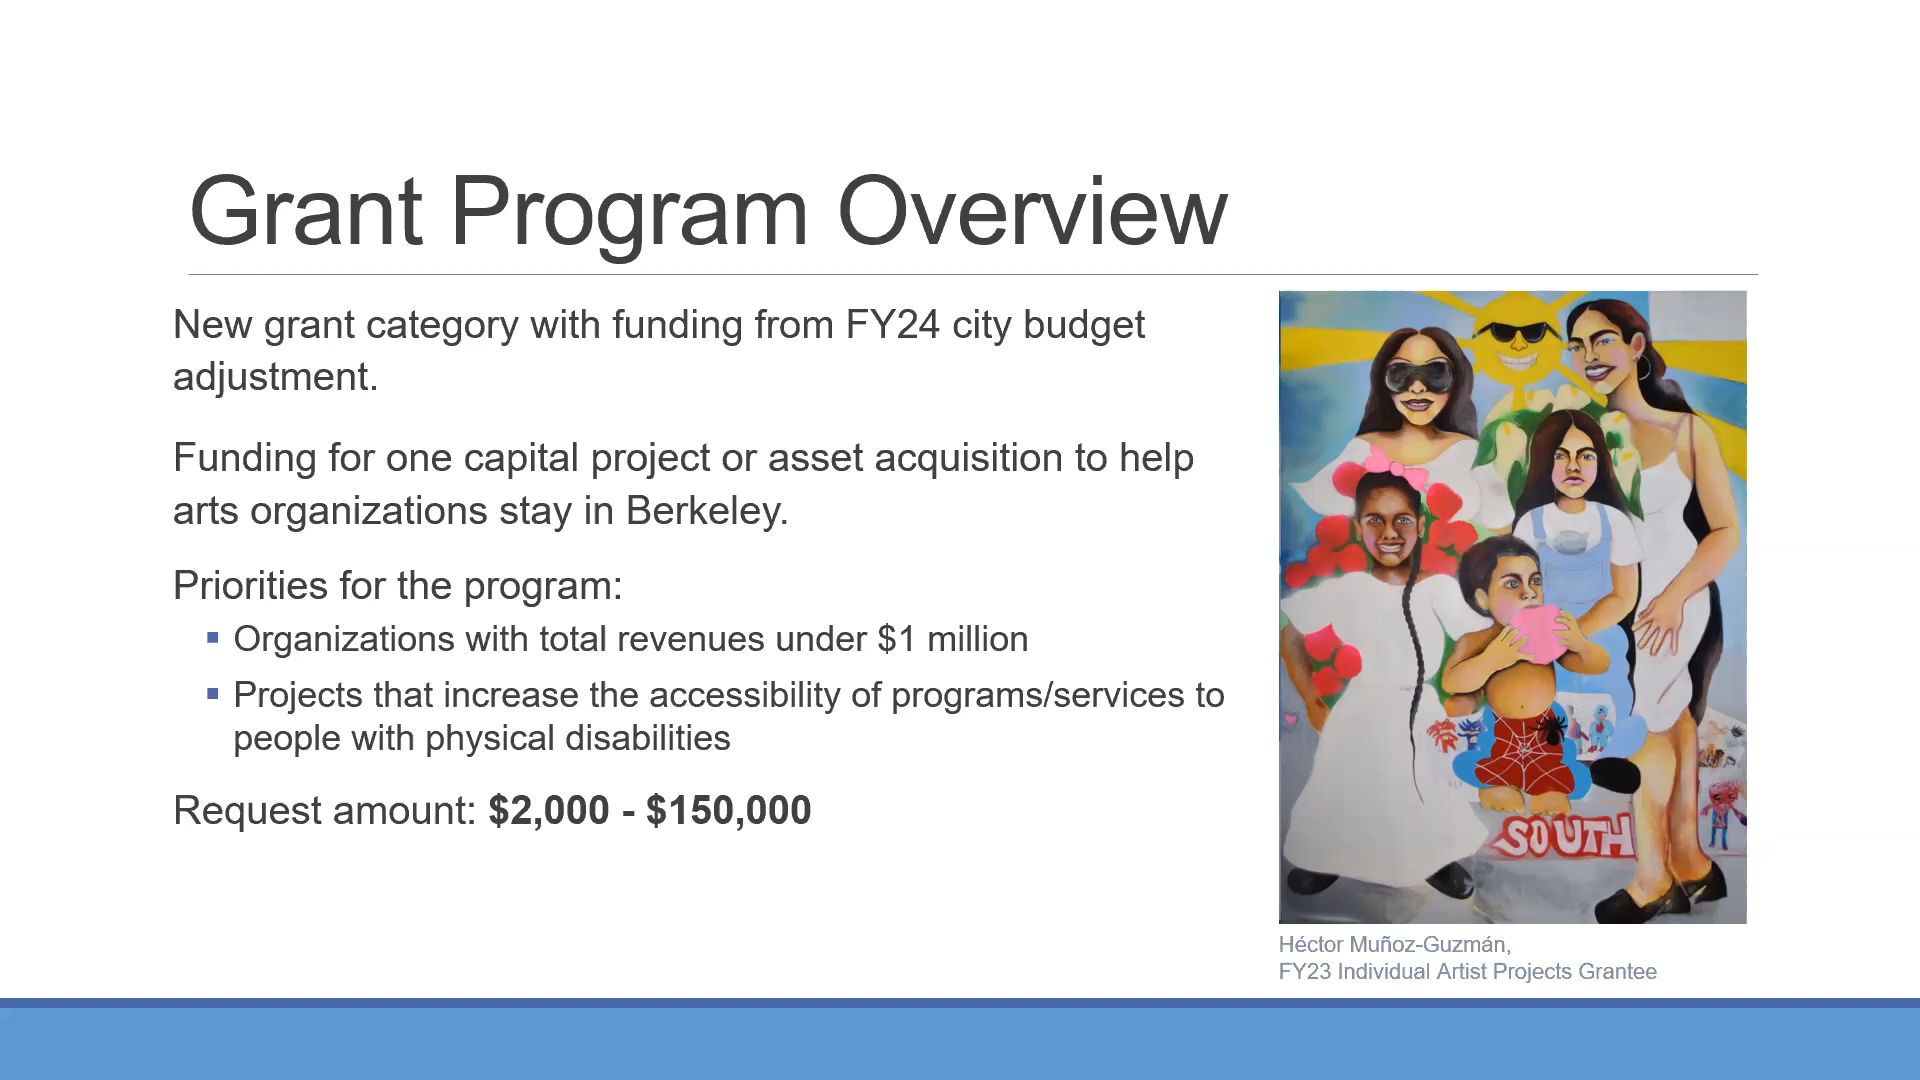 Grant Program Overview
New grant category with funding from FY24 city budget
adjustment.
Funding for one capital project or asset acquisition to help
arts organizations stay in Berkeley.
Priorities for the program:
▪ Organizations with total revenues under $1 million
▪ Projects that increase the accessibility of programs/services to
people with physical disabilities
Request amount: $2,000 - $150,000
SOUTH
Héctor Muñoz-Guzmán,
FY23 Individual Artist Projects Grantee